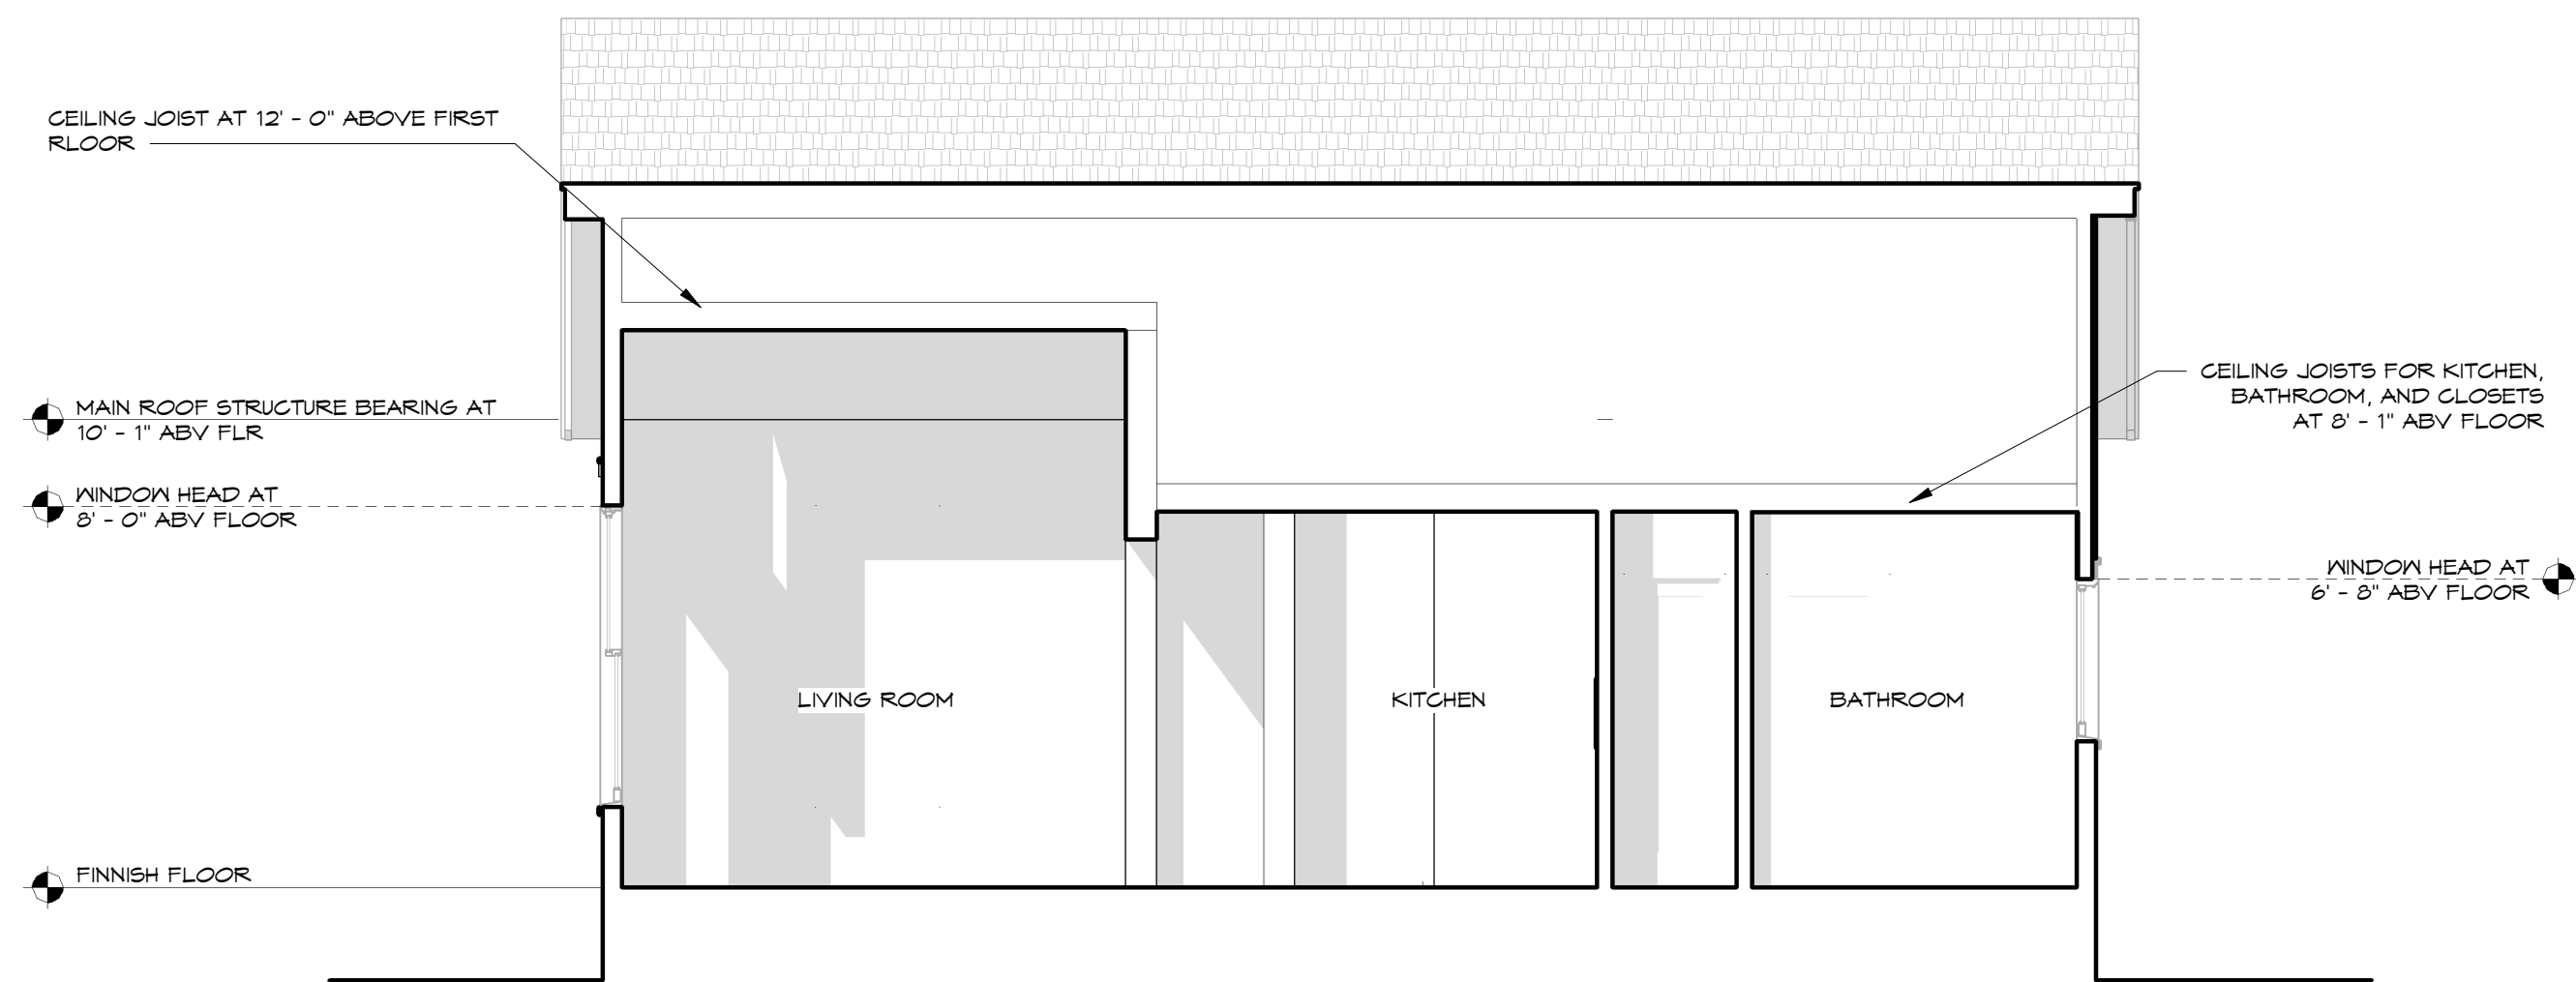 CEILING JOIST AT 12' - 0" ABOVE FIRST
RLOOR
MAIN ROOF STRUCTURE BEARING AT
10' - 1" ABV FLR
WINDOW HEAD AT
8' - 0" ABV FLOOR
FINNISH FLOOR
LIVING ROOM
KITCHEN
BATHROOM
CEILING JOISTS FOR KITCHEN,
BATHROOM, AND CLOSETS
AT 8' - 1" ABV FLOOR
WINDOW HEAD AT
6' - 8" ABV FLOOR